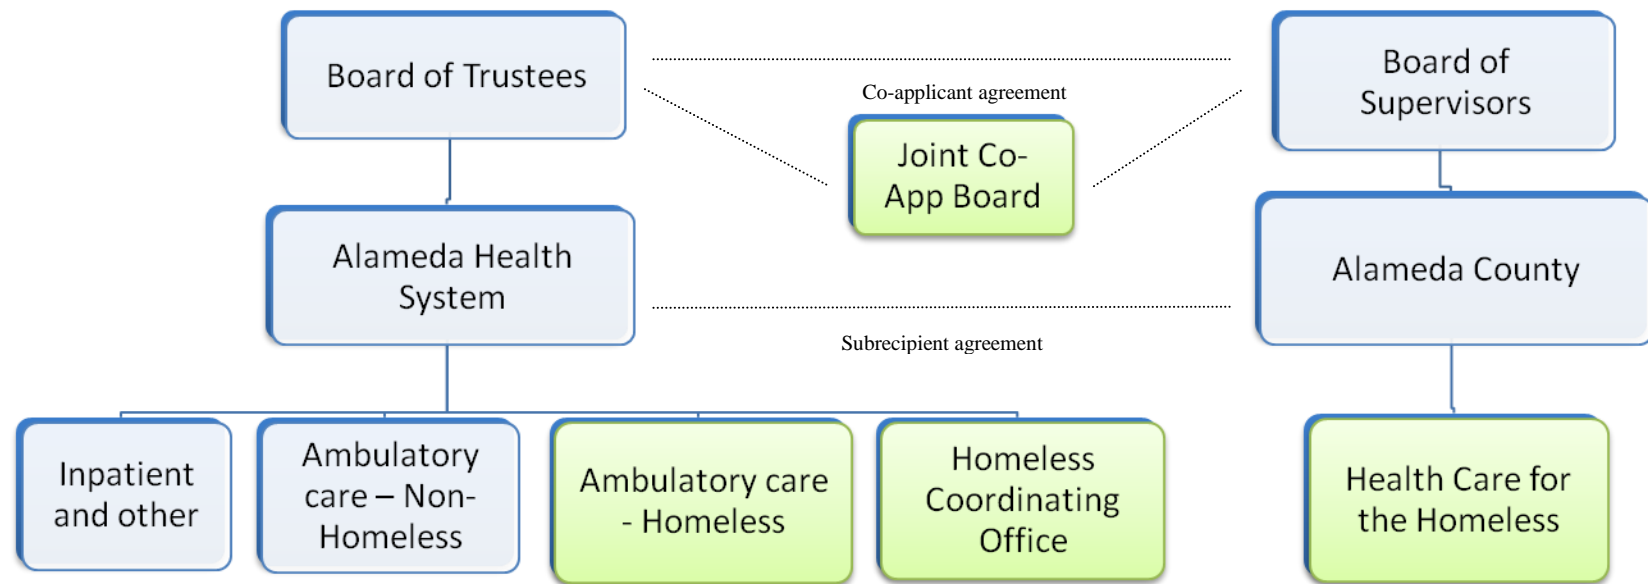 Board of Trustees
Board of
Supervisors
Co-applicant agreement
Joint Co-
App Board
Alameda Health
System
Alameda County
Subrecipient agreement
Inpatient
and other
Ambulatory
care – Non-
Homeless
Ambulatory care
- Homeless
Homeless
Coordinating
Office
Health Care for
the Homeless